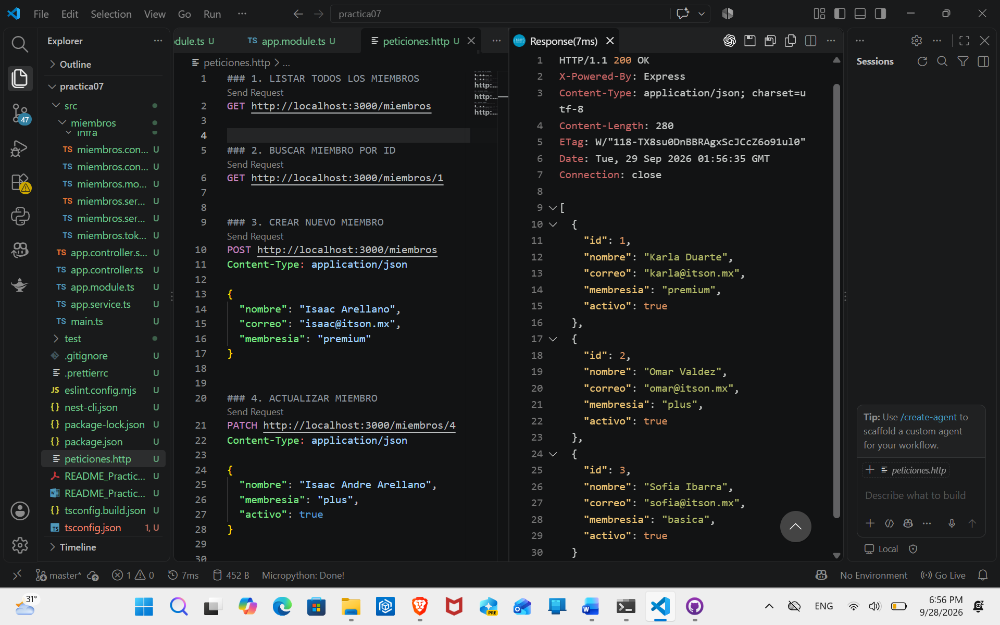 File Edit Selection View Go Run ··· practica07
Explorer ···
Outline
practica07
src
miembros
infra
TS miembros.con... U
TS miembros.con... U
TS miembros.mo... U
TS miembros.ser... U
TS miembros.ser... U
TS miembros.tok... U
TS app.controller.s... U
TS app.controller.ts U
TS app.module.ts U
TS app.service.ts U
TS main.ts U
test
.gitignore U
.prettierrc U
JS eslint.config.mjs U
{} nest-cli.json U
{} package-lock.json U
{} package.json U
peticiones.http U
README_Practic... U
README_Practic... U
{} tsconfig.build.json U
TS tsconfig.json 1, U
Timeline
47
dule.ts U TS app.module.ts U peticiones.http U ···
peticiones.http > ...
1 ### 1. LISTAR TODOS LOS MIEMBROS
Send Request
2 GET http://localhost:3000/miembros
3
4
5 ### 2. BUSCAR MIEMBRO POR ID
Send Request
6 GET http://localhost:3000/miembros/1
7
8
9 ### 3. CREAR NUEVO MIEMBRO
Send Request
10 POST http://localhost:3000/miembros
11 Content-Type: application/json
12
13 {
14 "nombre": "Isaac Arellano",
15 "correo": "isaac@itson.mx",
16 "membresia": "premium"
17 }
18
19
20 ### 4. ACTUALIZAR MIEMBRO
Send Request
21 PATCH http://localhost:3000/miembros/4
22 Content-Type: application/json
23
24 {
25 "nombre": "Isaac Andre Arellano",
26 "membresia": "plus",
27 "activo": true
28 }
29
30
http:...
http:...
http:...
Response(7ms)
1 HTTP/1.1 200 OK
2 X-Powered-By: Express
3 Content-Type: application/json; charset=u
tf-8
4 Content-Length: 280
5 ETag: W/"118-TX8su0DnBBRAgxScJCcZ6o91ul0"
6 Date: Tue, 29 Sep 2026 01:56:35 GMT
7 Connection: close
8
9 [
10 {
11 "id": 1,
12 "nombre": "Karla Duarte",
13 "correo": "karla@itson.mx",
14 "membresia": "premium",
15 "activo": true
16 },
17 {
18 "id": 2,
19 "nombre": "Omar Valdez",
20 "correo": "omar@itson.mx",
21 "membresia": "plus",
22 "activo": true
23 },
24 {
25 "id": 3,
26 "nombre": "Sofia Ibarra",
27 "correo": "sofia@itson.mx",
28 "membresia": "basica",
29 "activo": true
30 }
Sessions
Tip: Use /create-agent to
scaffold a custom agent
for your workflow.
peticiones.http
Describe what to build
Local
master* 1 0 7ms 452 B Micropython: Done! No Environment Go Live
31° PRE ENG 6:56 PM
9/28/2026